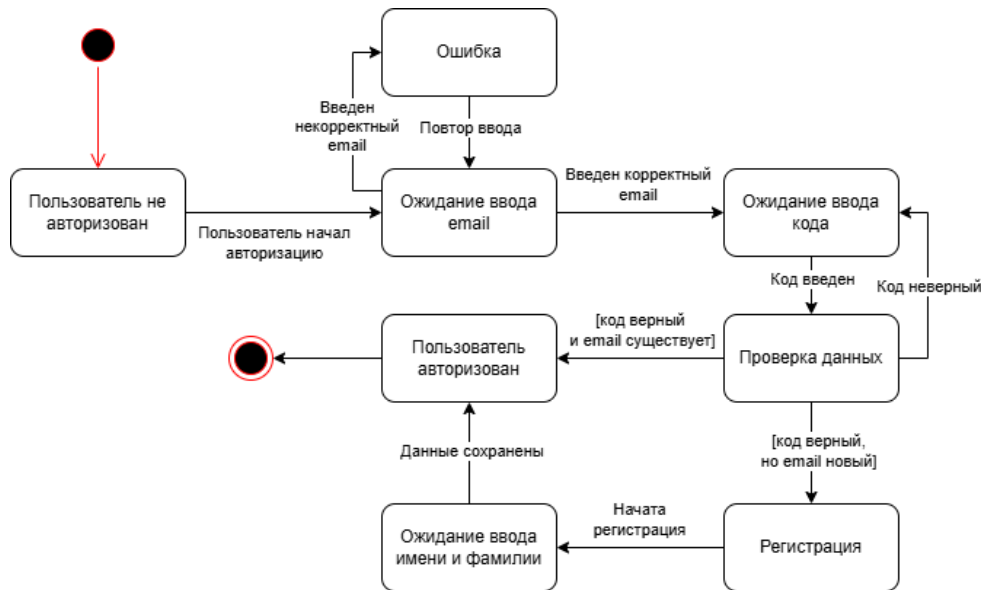 Ошибка
Введен
некорректный
email
Повтор ввода
Пользователь не
авторизован
Пользователь начал
авторизацию
Ожидание ввода
email
Введен корректный
email
Ожидание ввода
кода
Код введен
Код неверный
[код верный
и email существует]
Пользователь
авторизован
Проверка данных
Данные сохранены
[код верный,
но email новый]
Ожидание ввода
имени и фамилии
Начата
регистрация
Регистрация